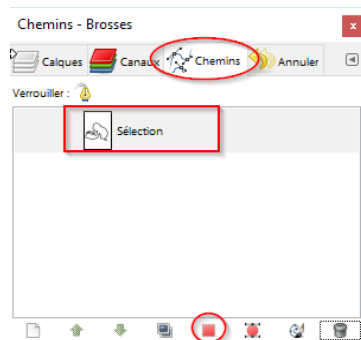 Chemins - Brosses
x
Calques Canaux Chemins Annuler
Verrouiller :
Sélection